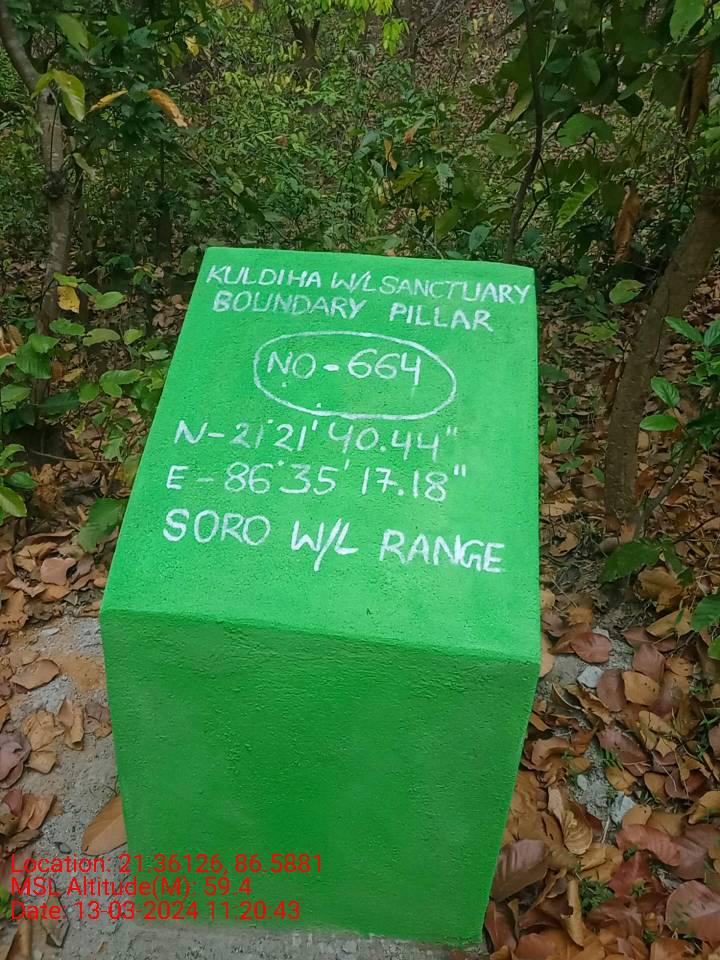 KULDIHA W/L SANCTUARY
BOUNDARY PILLAR
NO-664
N-21°21'40.44"
E-86°35'17.18"
SORO W/L RANGE
Location: 21.36126, 86.5881
MSL Altitude(M): 59.4
Date: 13-03-2024 11:20:43